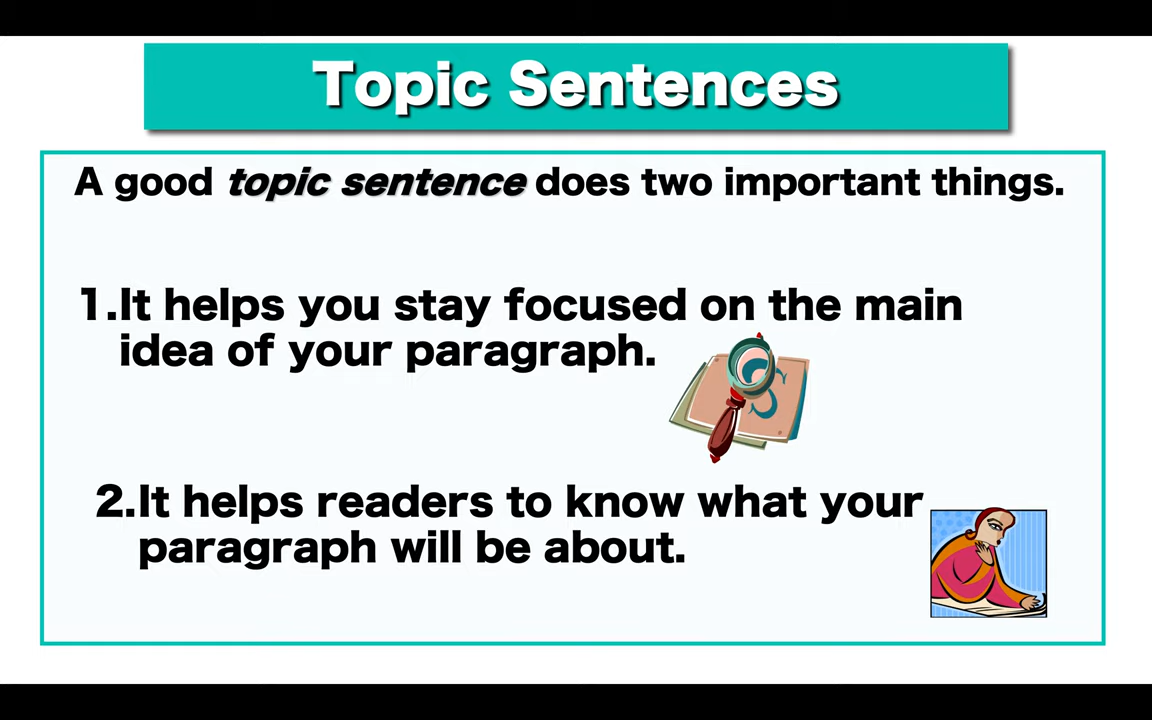 Topic Sentences
A good topic sentence does two important things.
1.It helps you stay focused on the main
idea of your paragraph.
2.It helps readers to know what your
paragraph will be about.